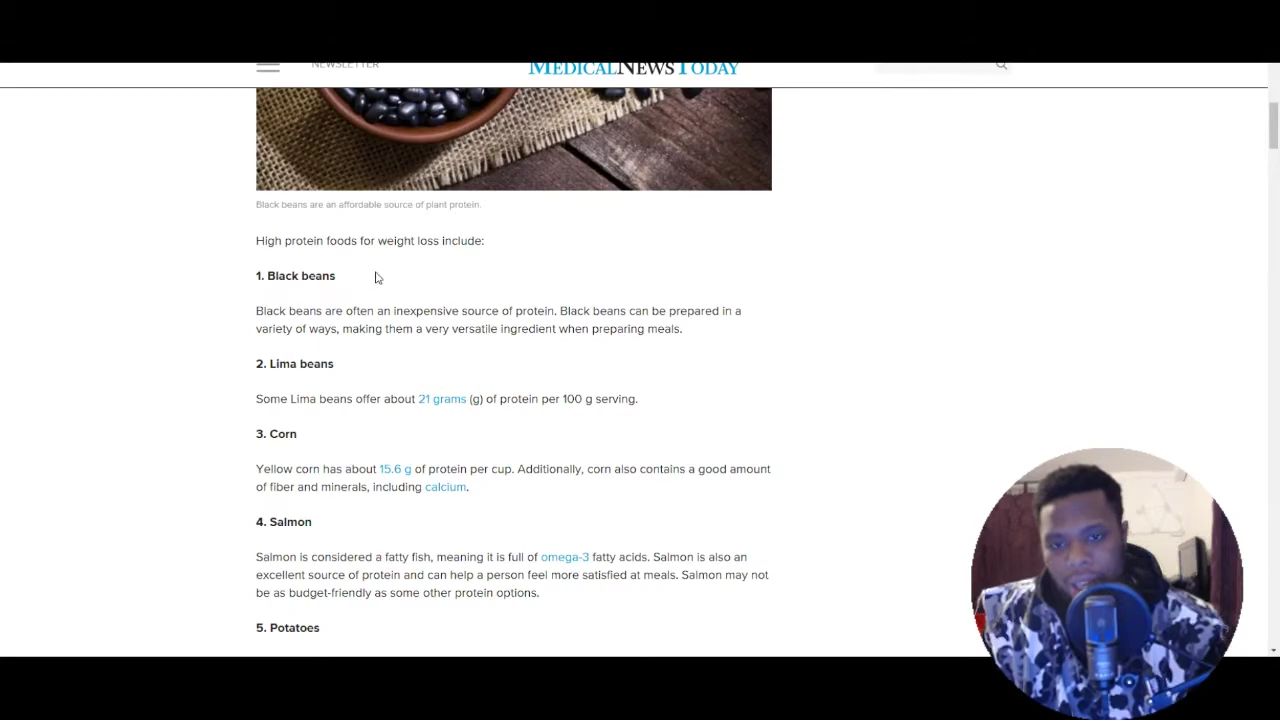 NEWSLETTER
MEDICALNEWSTODAY
Black beans are an affordable source of plant protein.
High protein foods for weight loss include:
1. Black beans
Black beans are often an inexpensive source of protein. Black beans can be prepared in a
variety of ways, making them a very versatile ingredient when preparing meals.
2. Lima beans
Some Lima beans offer about 21 grams (g) of protein per 100 g serving.
3. Corn
Yellow corn has about 15.6 g of protein per cup. Additionally, corn also contains a good amount
of fiber and minerals, including calcium.
4. Salmon
Salmon is considered a fatty fish, meaning it is full of omega-3 fatty acids. Salmon is also an
excellent source of protein and can help a person feel more satisfied at meals. Salmon may not
be as budget-friendly as some other protein options.
5. Potatoes